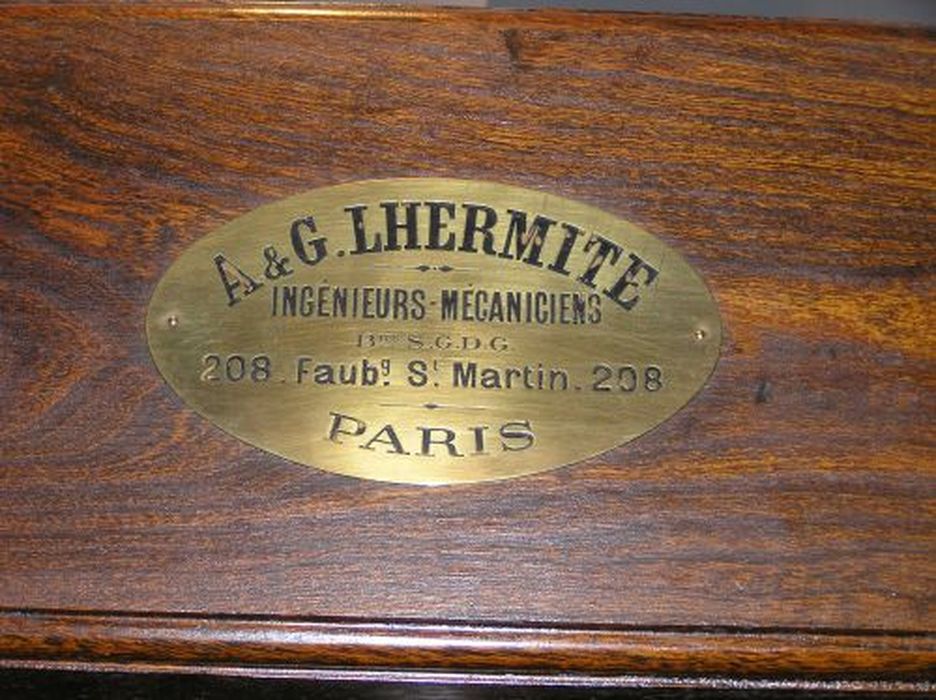 A & G. LHERMITE
INGÉNIEURS-MÉCANICIENS
Btés S.G.D.G
208. Faubg St Martin. 208
PARIS